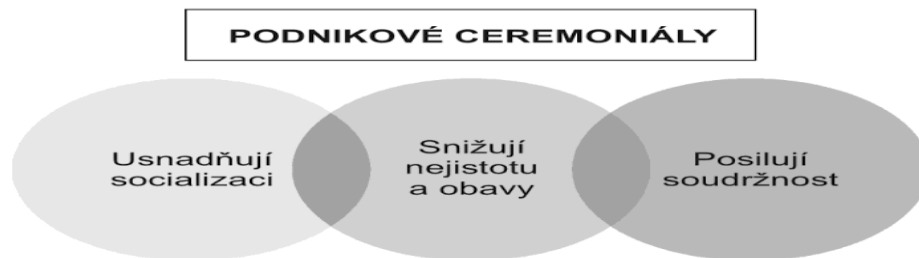 PODNIKOVÉ CEREMONIÁLY
Usnadňují
socializaci
Snižují
nejistotu
a obavy
Posilují
soudržnost